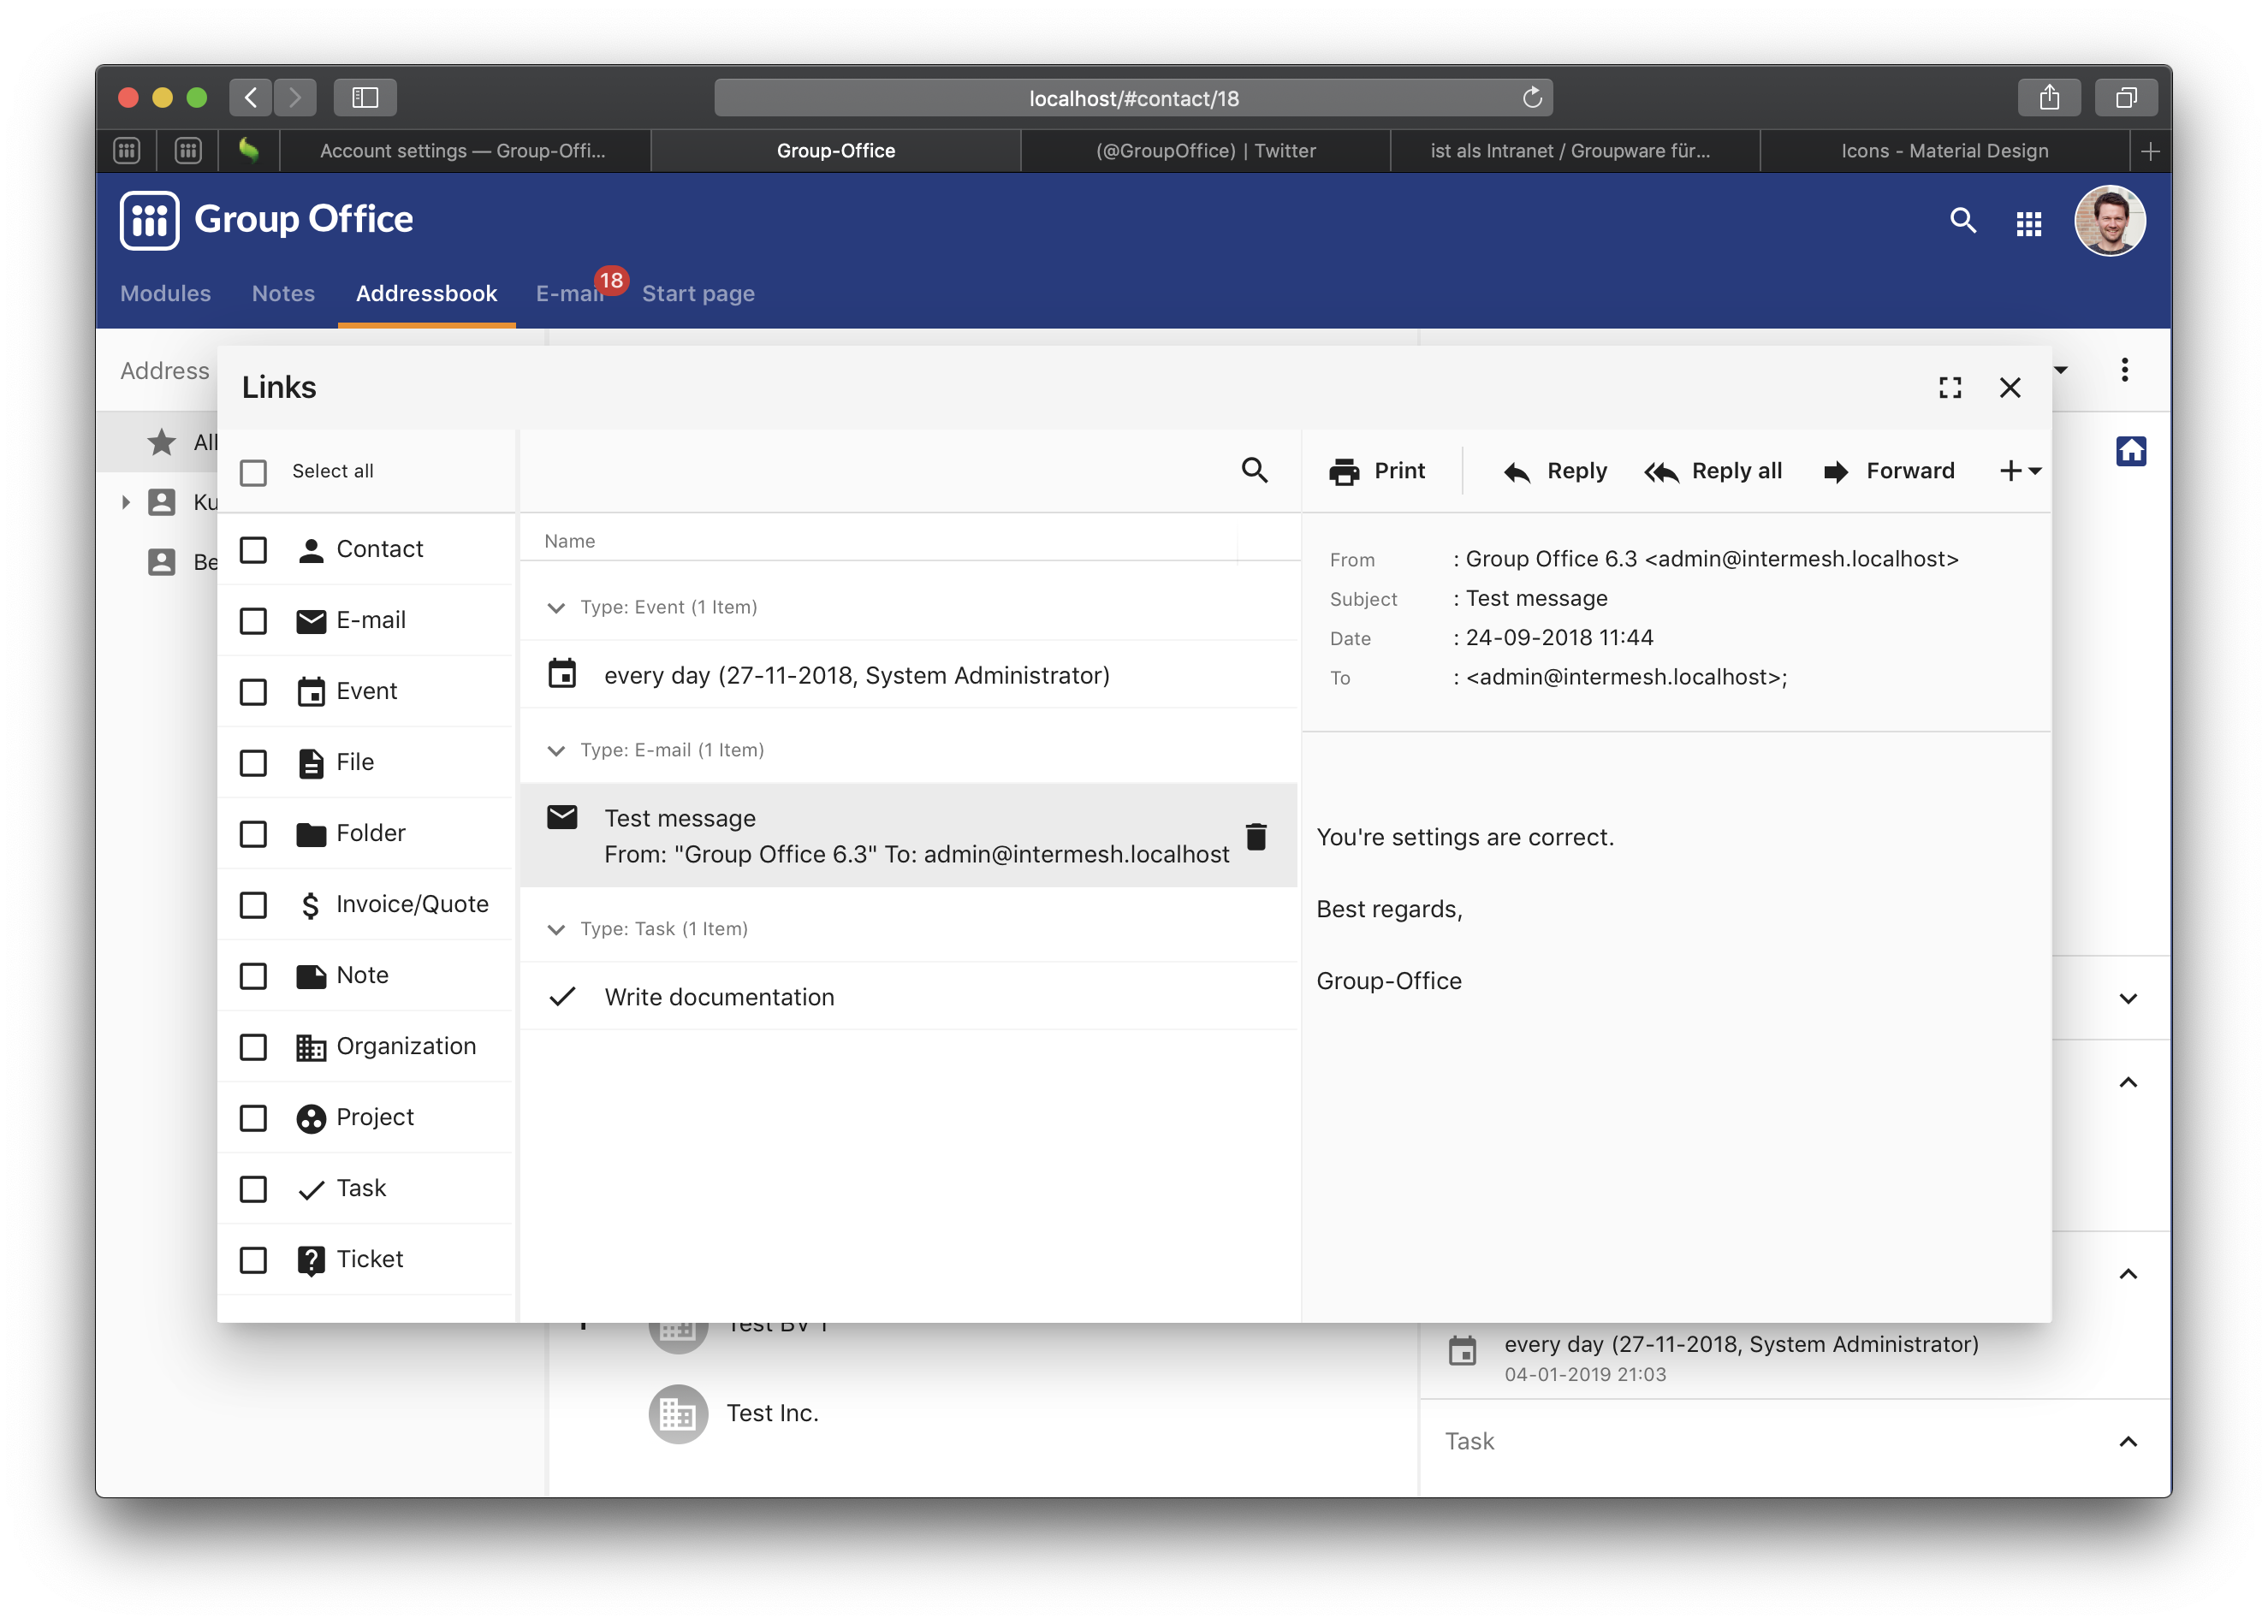 localhost/#contact/18
Account settings — Group-Offi...
Group-Office
(@GroupOffice) | Twitter
ist als Intranet / Groupware für...
Icons - Material Design
Group Office
Modules
Notes
Addressbook
E-mail
18
Start page
Address
All
Ku
Be
Links
Select all
Contact
E-mail
Event
File
Folder
Invoice/Quote
Note
Organization
Project
Task
Ticket
Name
Type: Event (1 Item)
every day (27-11-2018, System Administrator)
Type: E-mail (1 Item)
Test message
From: "Group Office 6.3" To: admin@intermesh.localhost
Type: Task (1 Item)
Write documentation
Print
Reply
Reply all
Forward
From : Group Office 6.3 <admin@intermesh.localhost>
Subject : Test message
Date : 24-09-2018 11:44
To : <admin@intermesh.localhost>;
You're settings are correct.
Best regards,
Group-Office
Test BV 1
Test Inc.
every day (27-11-2018, System Administrator)
04-01-2019 21:03
Task